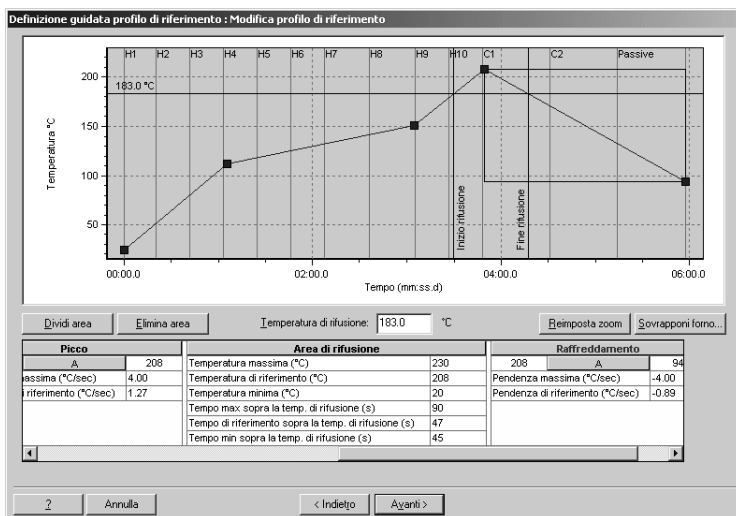 Definizione guidata profilo di riferimento : Modifica profilo di riferimento
H1 H2 H3 H4 H5 H6 H7 H8 H9 H10 C1 C2 Passive
200
183.0 °C
150
100
50
Temperatura °C
Inizio rifusione
Fine rifusione
00:00.0 02:00.0 04:00.0 06:00.0
Tempo (mm:ss.d)
Dividi area Elimina area Temperatura di rifusione: 183.0 °C Reimposta zoom Sovrapponi forno...
Picco Area di rifusione Raffreddamento
A 208 Temperatura massima (°C) 230 208 A 94
assima (°C/sec) 4.00 Temperatura di riferimento (°C) 208 Pendenza massima (°C/sec) -4.00
i riferimento (°C/sec) 1.27 Temperatura minima (°C) 20 Pendenza di riferimento (°C/sec) -0.89
Tempo max sopra la temp. di rifusione (s) 90
Tempo di riferimento sopra la temp. di rifusione (s) 47
Tempo min sopra la temp. di rifusione (s) 45
? Annulla < Indietro Avanti >